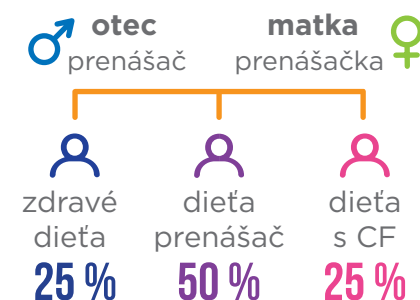 otec matka
prenášač prenášačka
zdravé dieťa dieťa
dieťa prenášač s CF
25 % 50 % 25 %